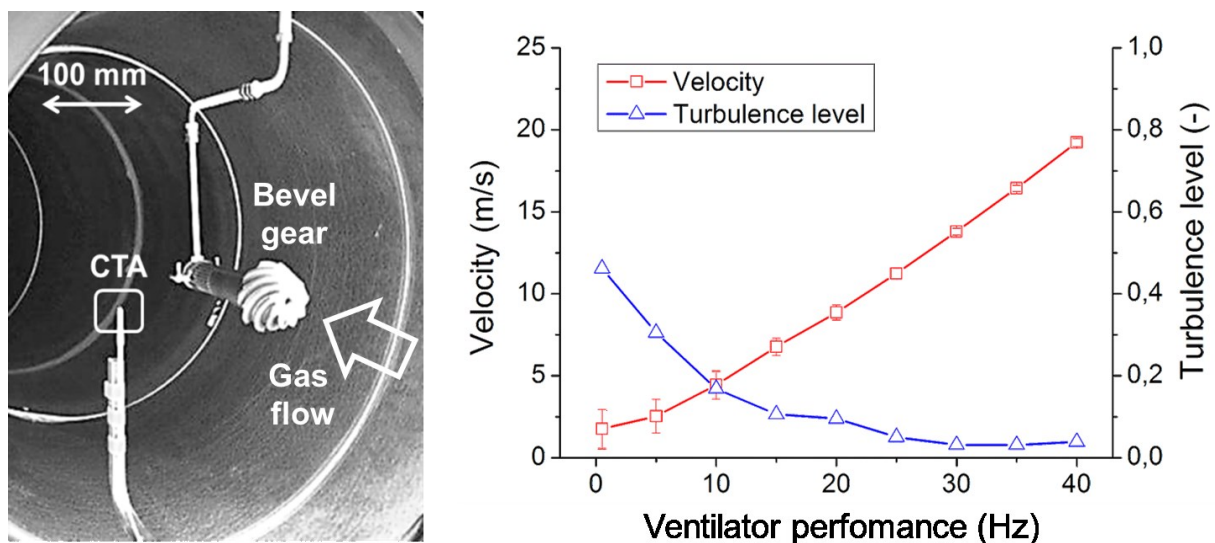 100 mm
Bevel
gear
CTA
Gas
flow
Velocity
Turbulence level
25
20
15
10
5
0
Velocity (m/s)
1,0
0,8
0,6
0,4
0,2
0,0
Turbulence level (-)
0
10
20
30
40
Ventilator perfomance (Hz)